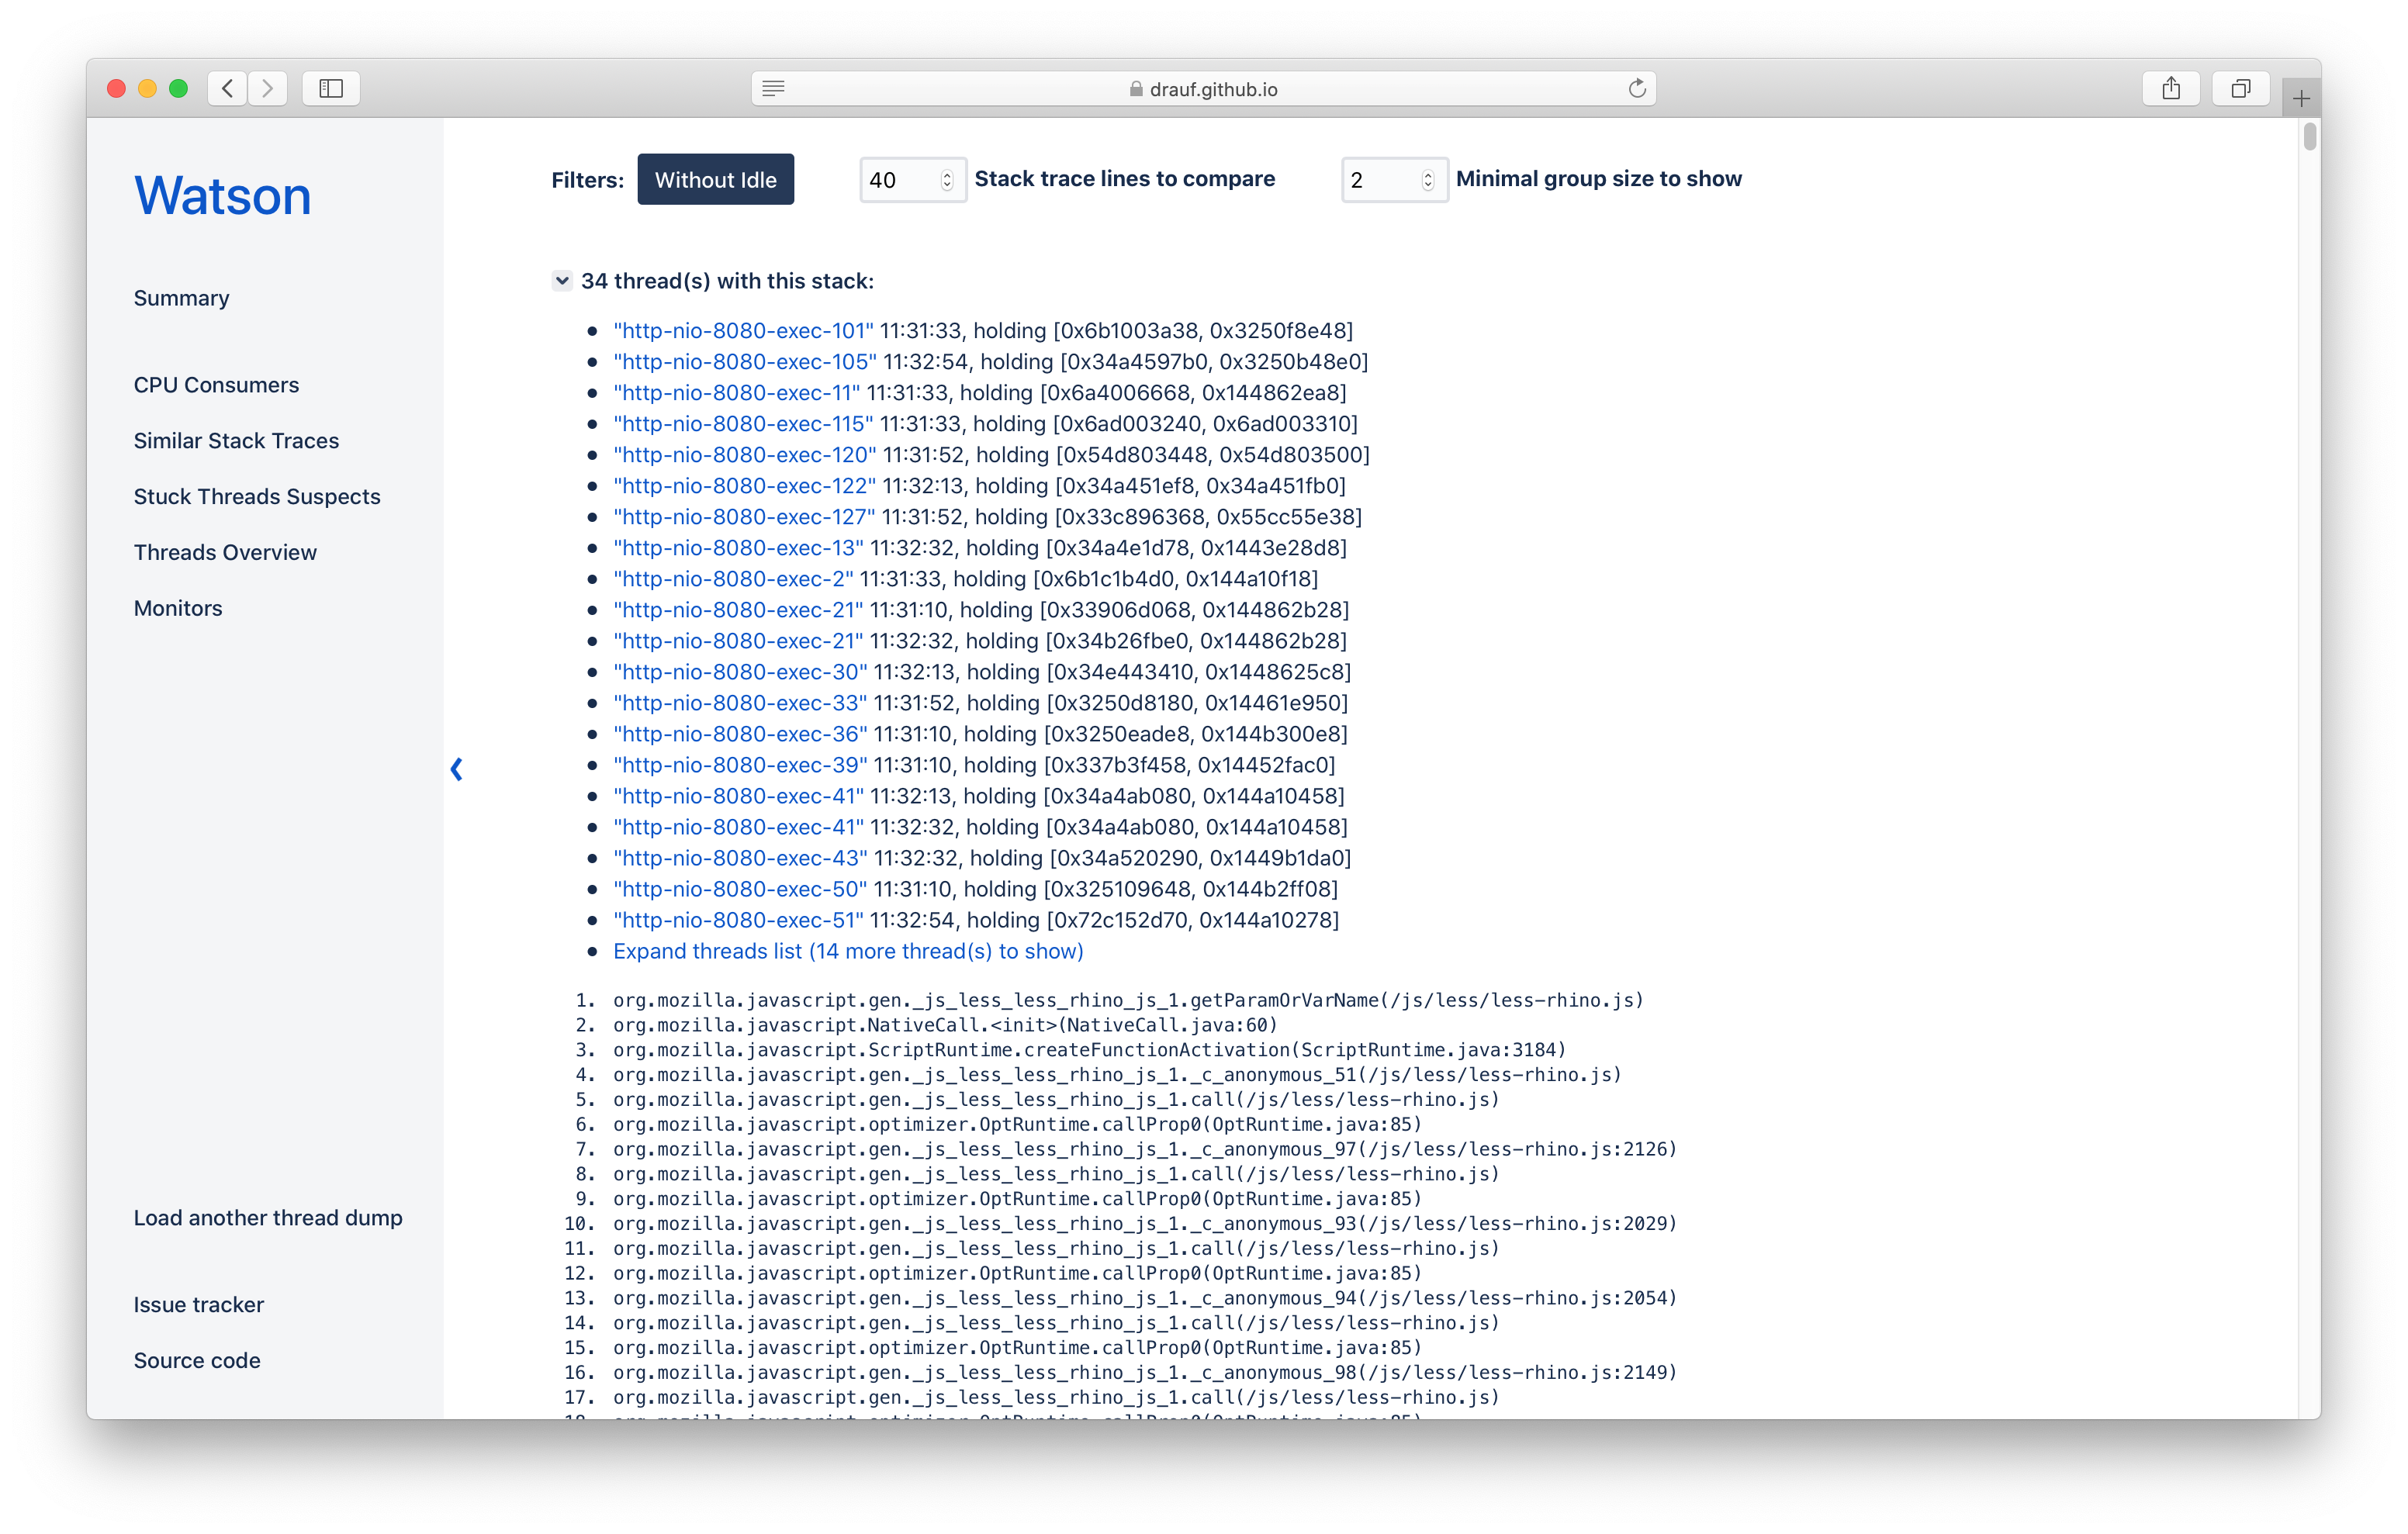 drauf.github.io
Watson
Summary
CPU Consumers
Similar Stack Traces
Stuck Threads Suspects
Threads Overview
Monitors
Load another thread dump
Issue tracker
Source code
Filters: Without Idle 40 Stack trace lines to compare 2 Minimal group size to show
34 thread(s) with this stack:
"http-nio-8080-exec-101" 11:31:33, holding [0x6b1003a38, 0x3250f8e48]
"http-nio-8080-exec-105" 11:32:54, holding [0x34a4597b0, 0x3250b48e0]
"http-nio-8080-exec-11" 11:31:33, holding [0x6a4006668, 0x144862ea8]
"http-nio-8080-exec-115" 11:31:33, holding [0x6ad003240, 0x6ad003310]
"http-nio-8080-exec-120" 11:31:52, holding [0x54d803448, 0x54d803500]
"http-nio-8080-exec-122" 11:32:13, holding [0x34a451ef8, 0x34a451fb0]
"http-nio-8080-exec-127" 11:31:52, holding [0x33c896368, 0x55cc55e38]
"http-nio-8080-exec-13" 11:32:32, holding [0x34a4e1d78, 0x1443e28d8]
"http-nio-8080-exec-2" 11:31:33, holding [0x6b1c1b4d0, 0x144a10f18]
"http-nio-8080-exec-21" 11:31:10, holding [0x33906d068, 0x144862b28]
"http-nio-8080-exec-21" 11:32:32, holding [0x34b26fbe0, 0x144862b28]
"http-nio-8080-exec-30" 11:32:13, holding [0x34e443410, 0x1448625c8]
"http-nio-8080-exec-33" 11:31:52, holding [0x3250d8180, 0x14461e950]
"http-nio-8080-exec-36" 11:31:10, holding [0x3250eade8, 0x144b300e8]
"http-nio-8080-exec-39" 11:31:10, holding [0x337b3f458, 0x14452fac0]
"http-nio-8080-exec-41" 11:32:13, holding [0x34a4ab080, 0x144a10458]
"http-nio-8080-exec-41" 11:32:32, holding [0x34a4ab080, 0x144a10458]
"http-nio-8080-exec-43" 11:32:32, holding [0x34a520290, 0x1449b1da0]
"http-nio-8080-exec-50" 11:31:10, holding [0x325109648, 0x144b2ff08]
"http-nio-8080-exec-51" 11:32:54, holding [0x72c152d70, 0x144a10278]
Expand threads list (14 more thread(s) to show)
1. org.mozilla.javascript.gen._js_less_less_rhino_js_1.getParamOrVarName(/js/less/less-rhino.js)
2. org.mozilla.javascript.NativeCall.<init>(NativeCall.java:60)
3. org.mozilla.javascript.ScriptRuntime.createFunctionActivation(ScriptRuntime.java:3184)
4. org.mozilla.javascript.gen._js_less_less_rhino_js_1._c_anonymous_51(/js/less/less-rhino.js)
5. org.mozilla.javascript.gen._js_less_less_rhino_js_1.call(/js/less/less-rhino.js)
6. org.mozilla.javascript.optimizer.OptRuntime.callProp0(OptRuntime.java:85)
7. org.mozilla.javascript.gen._js_less_less_rhino_js_1._c_anonymous_97(/js/less/less-rhino.js:2126)
8. org.mozilla.javascript.gen._js_less_less_rhino_js_1.call(/js/less/less-rhino.js)
9. org.mozilla.javascript.optimizer.OptRuntime.callProp0(OptRuntime.java:85)
10. org.mozilla.javascript.gen._js_less_less_rhino_js_1._c_anonymous_93(/js/less/less-rhino.js:2029)
11. org.mozilla.javascript.gen._js_less_less_rhino_js_1.call(/js/less/less-rhino.js)
12. org.mozilla.javascript.optimizer.OptRuntime.callProp0(OptRuntime.java:85)
13. org.mozilla.javascript.gen._js_less_less_rhino_js_1._c_anonymous_94(/js/less/less-rhino.js:2054)
14. org.mozilla.javascript.gen._js_less_less_rhino_js_1.call(/js/less/less-rhino.js)
15. org.mozilla.javascript.optimizer.OptRuntime.callProp0(OptRuntime.java:85)
16. org.mozilla.javascript.gen._js_less_less_rhino_js_1._c_anonymous_98(/js/less/less-rhino.js:2149)
17. org.mozilla.javascript.gen._js_less_less_rhino_js_1.call(/js/less/less-rhino.js)